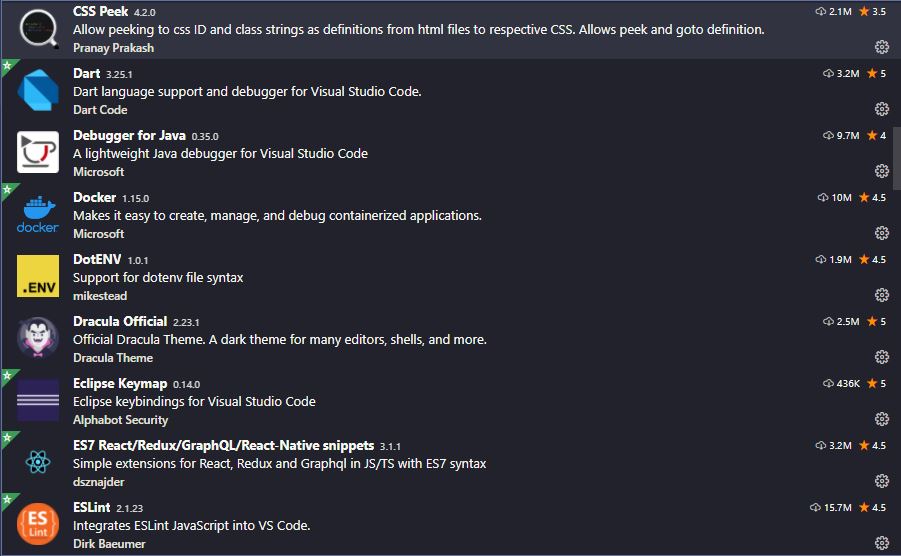 CSS Peek 4.2.0 2.1M 3.5
Allow peeking to css ID and class strings as definitions from html files to respective CSS. Allows peek and goto definition.
Pranay Prakash
Dart 3.25.1 3.2M 5
Dart language support and debugger for Visual Studio Code.
Dart Code
Debugger for Java 0.35.0 9.7M 4
A lightweight Java debugger for Visual Studio Code
Microsoft
Docker 1.15.0 10M 4.5
Makes it easy to create, manage, and debug containerized applications.
docker
Microsoft
DotENV 1.0.1 1.9M 4.5
Support for dotenv file syntax
.ENV
mikestead
Dracula Official 2.23.1 2.5M 5
Official Dracula Theme. A dark theme for many editors, shells, and more.
Dracula Theme
Eclipse Keymap 0.14.0 436K 5
Eclipse keybindings for Visual Studio Code
Alphabot Security
ES7 React/Redux/GraphQL/React-Native snippets 3.1.1 3.2M 4.5
Simple extensions for React, Redux and Graphql in JS/TS with ES7 syntax
dsznajder
ESLint 2.1.23 15.7M 4.5
ES
Lint
Integrates ESLint JavaScript into VS Code.
Dirk Baeumer